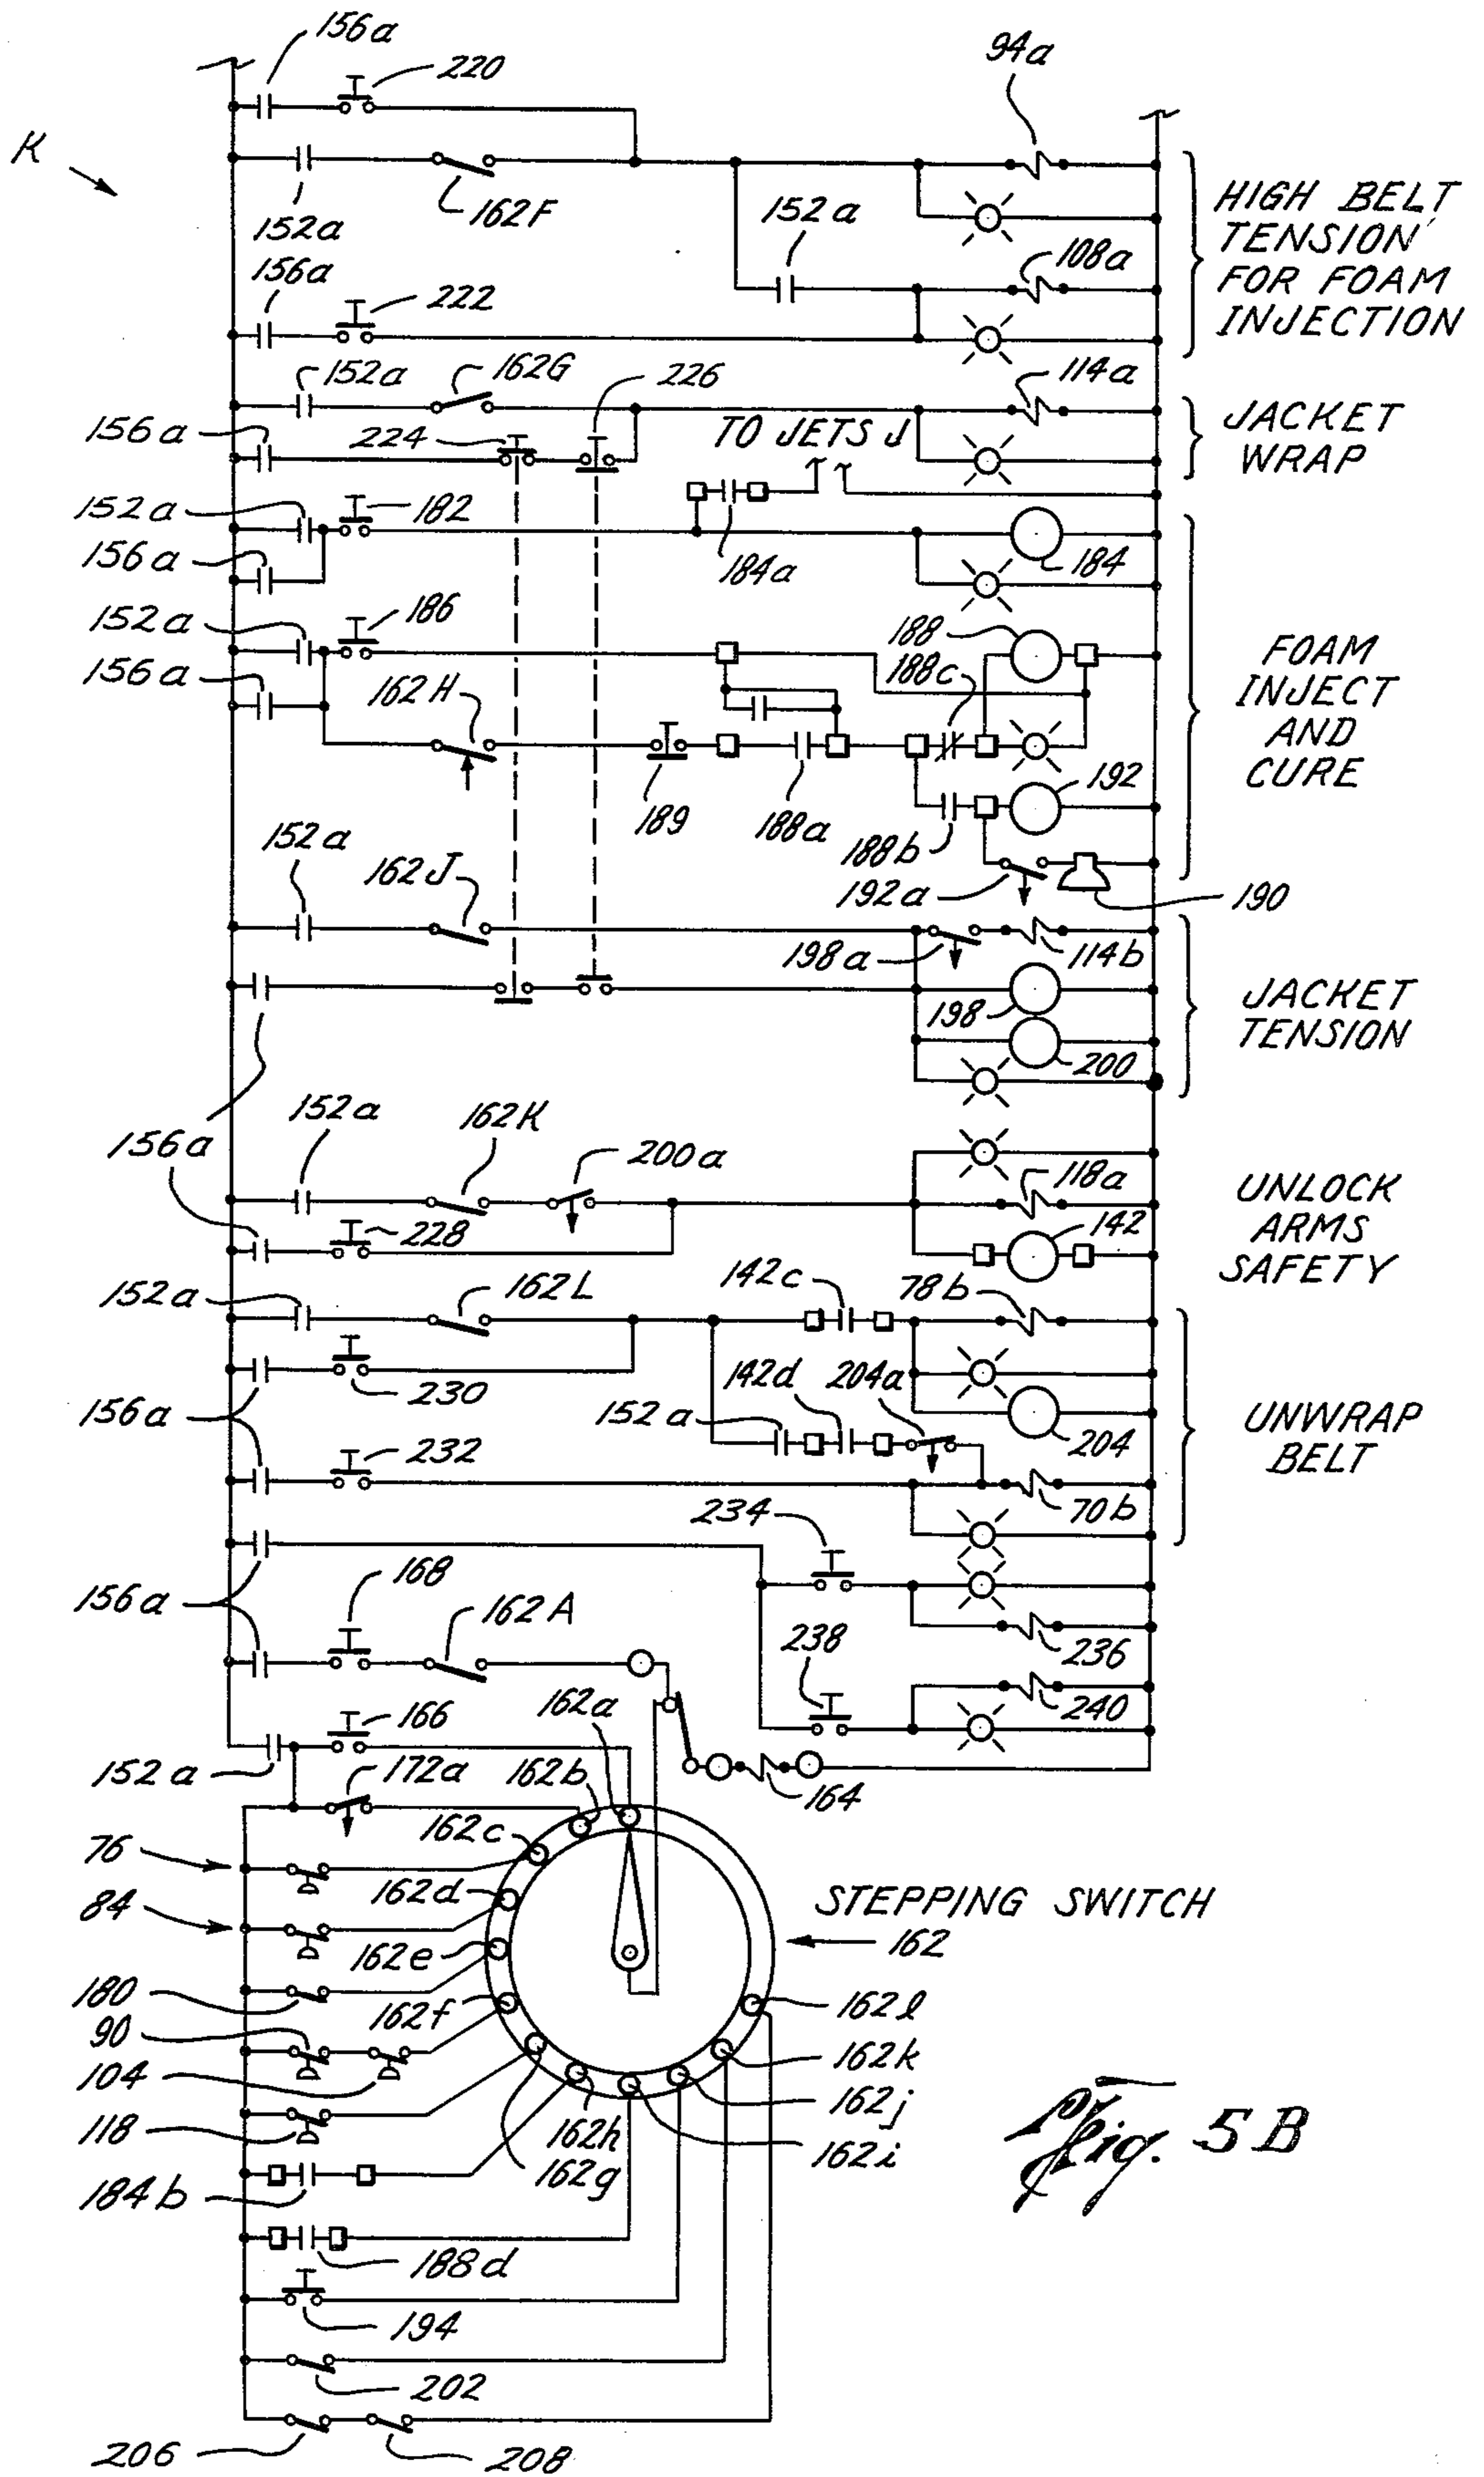 156a
220
94a
K
152a
162F
152a
HIGH BELT
TENSION
FOR FOAM
INJECTION
156a
222
108a
152a
162G
226
114a
156a
224
TO JETS J
JACKET
WRAP
152a
182
156a
184a
184
152a
186
156a
162H
188
188c
FOAM
INJECT
AND
CURE
189
188a
192
188b
152a
162J
192a
190
198a
114b
198
200
JACKET
TENSION
152a
162K
200a
156a
118a
228
142
UNLOCK
ARMS
SAFETY
152a
162L
142c
78b
230
142d
204a
156a
152a
204
UNWRAP
BELT
232
70b
234
156a
168
162A
236
238
240
166
162a
152a
172a
162b
164
76
162c
84
162d
STEPPING SWITCH
162
162e
180
162f
162l
90
162k
104
162j
118
162h
162i
162g
184b
188d
194
202
206
208
Fig. 5B